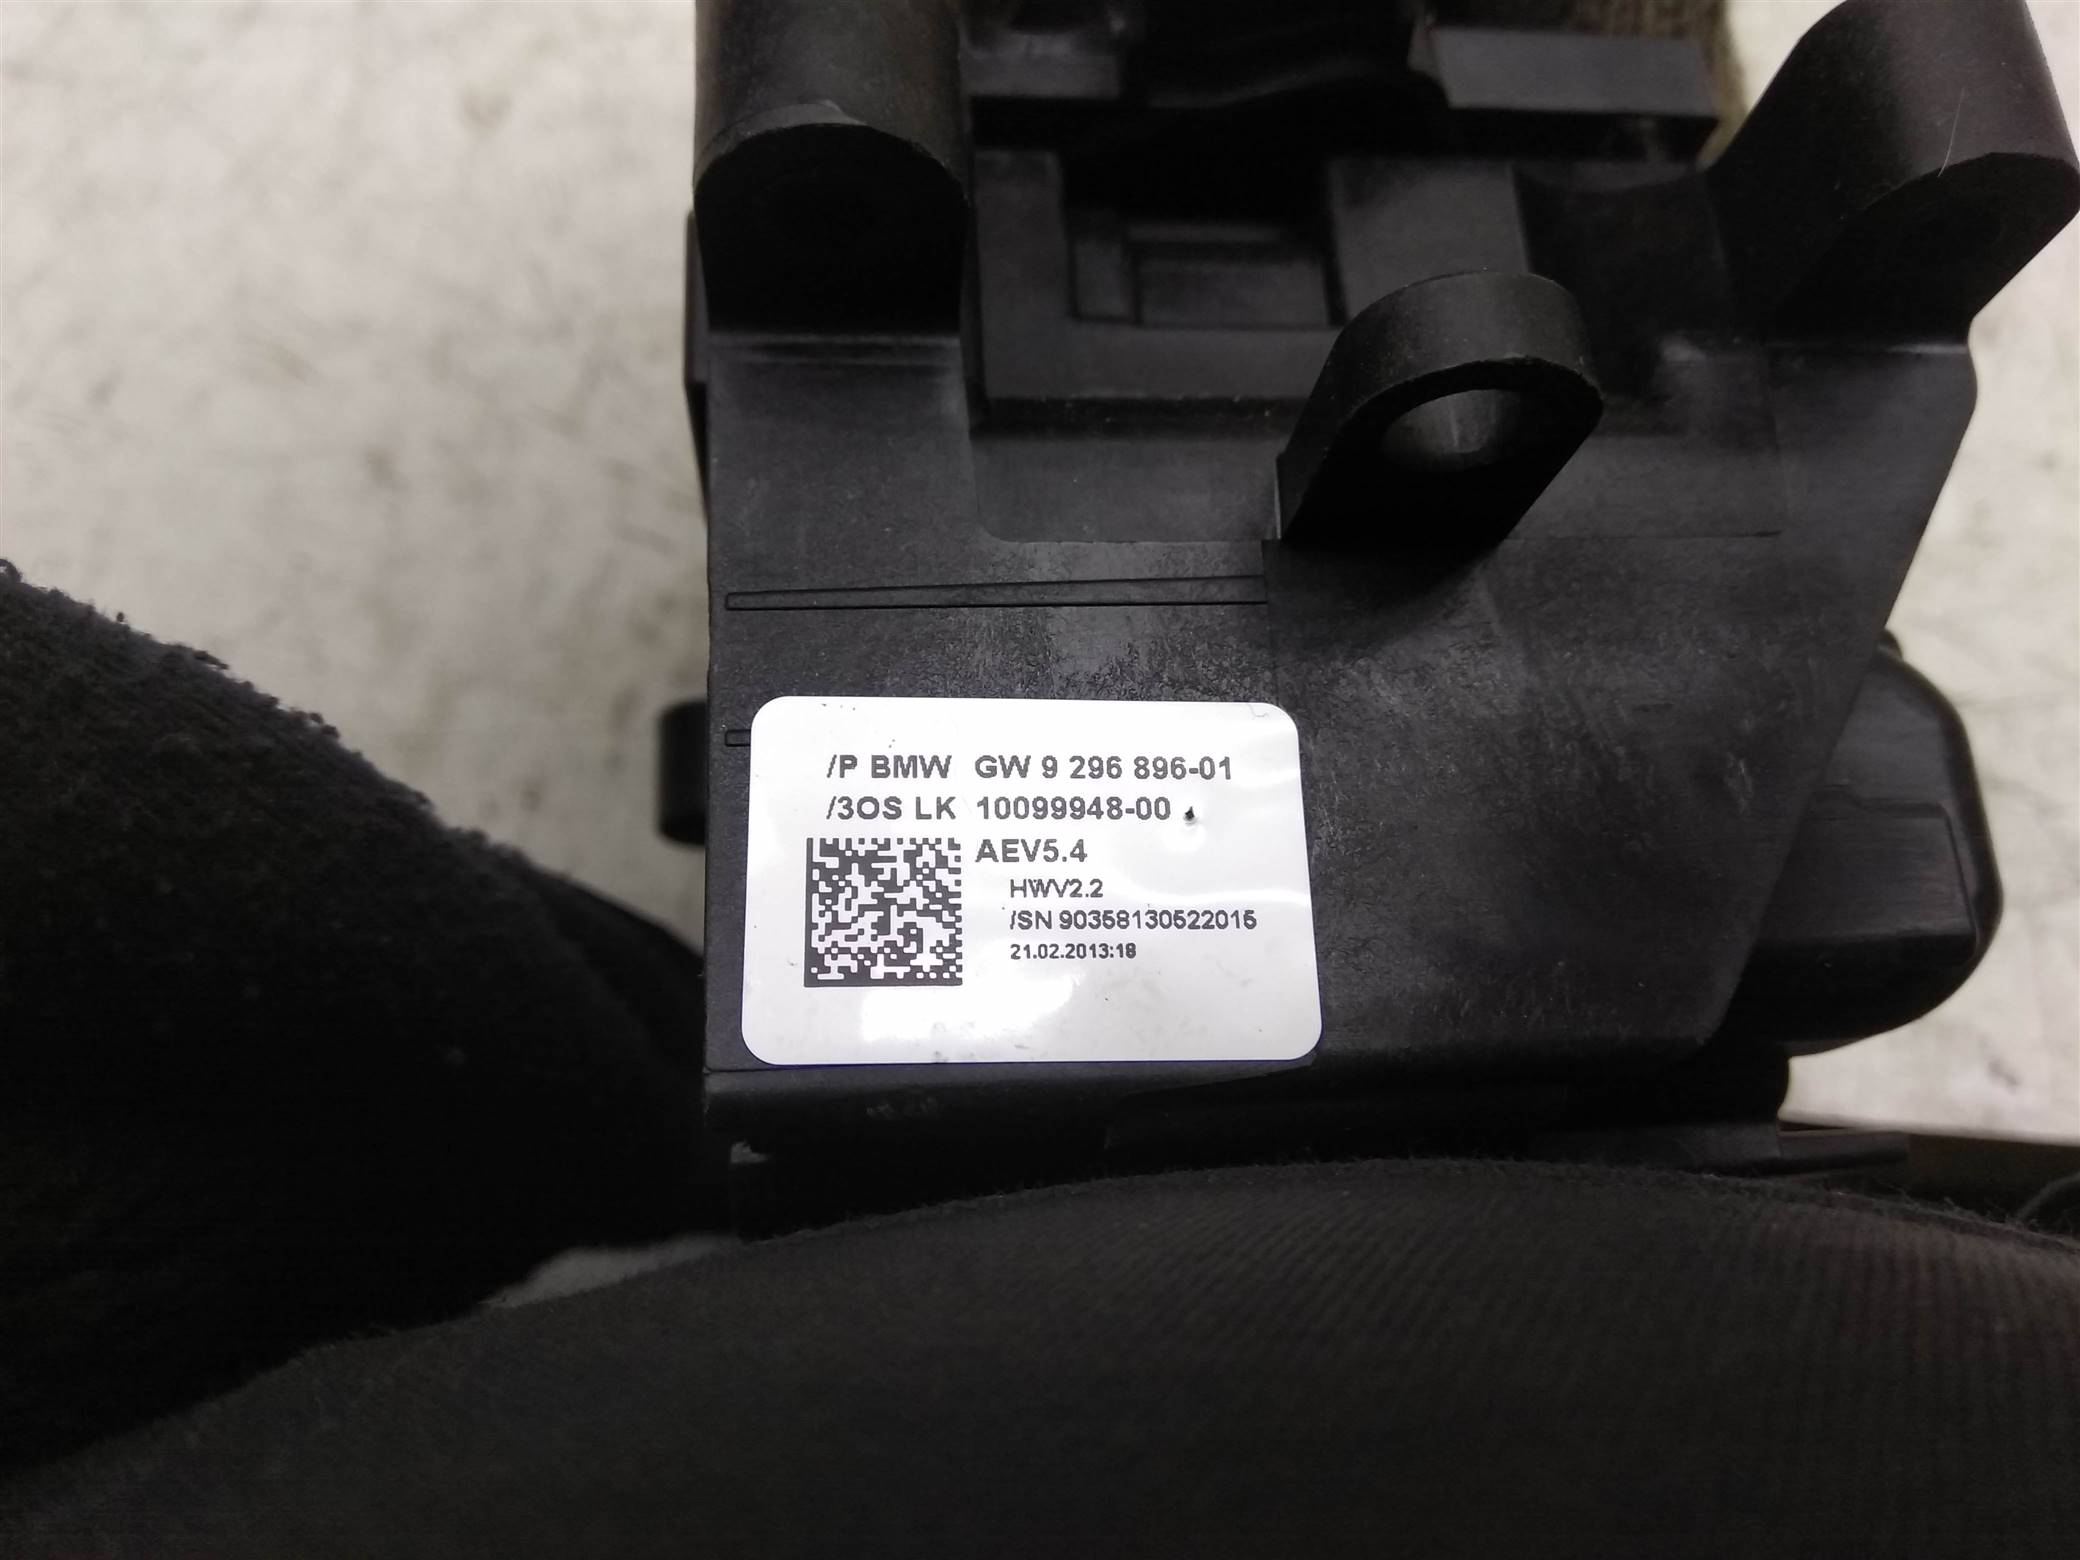 /P BMW GW 9 296 896-01
/3OS LK 10099948-00
AEV5.4
HWV2.2
/SN 90358130522015
21.02.2013:18